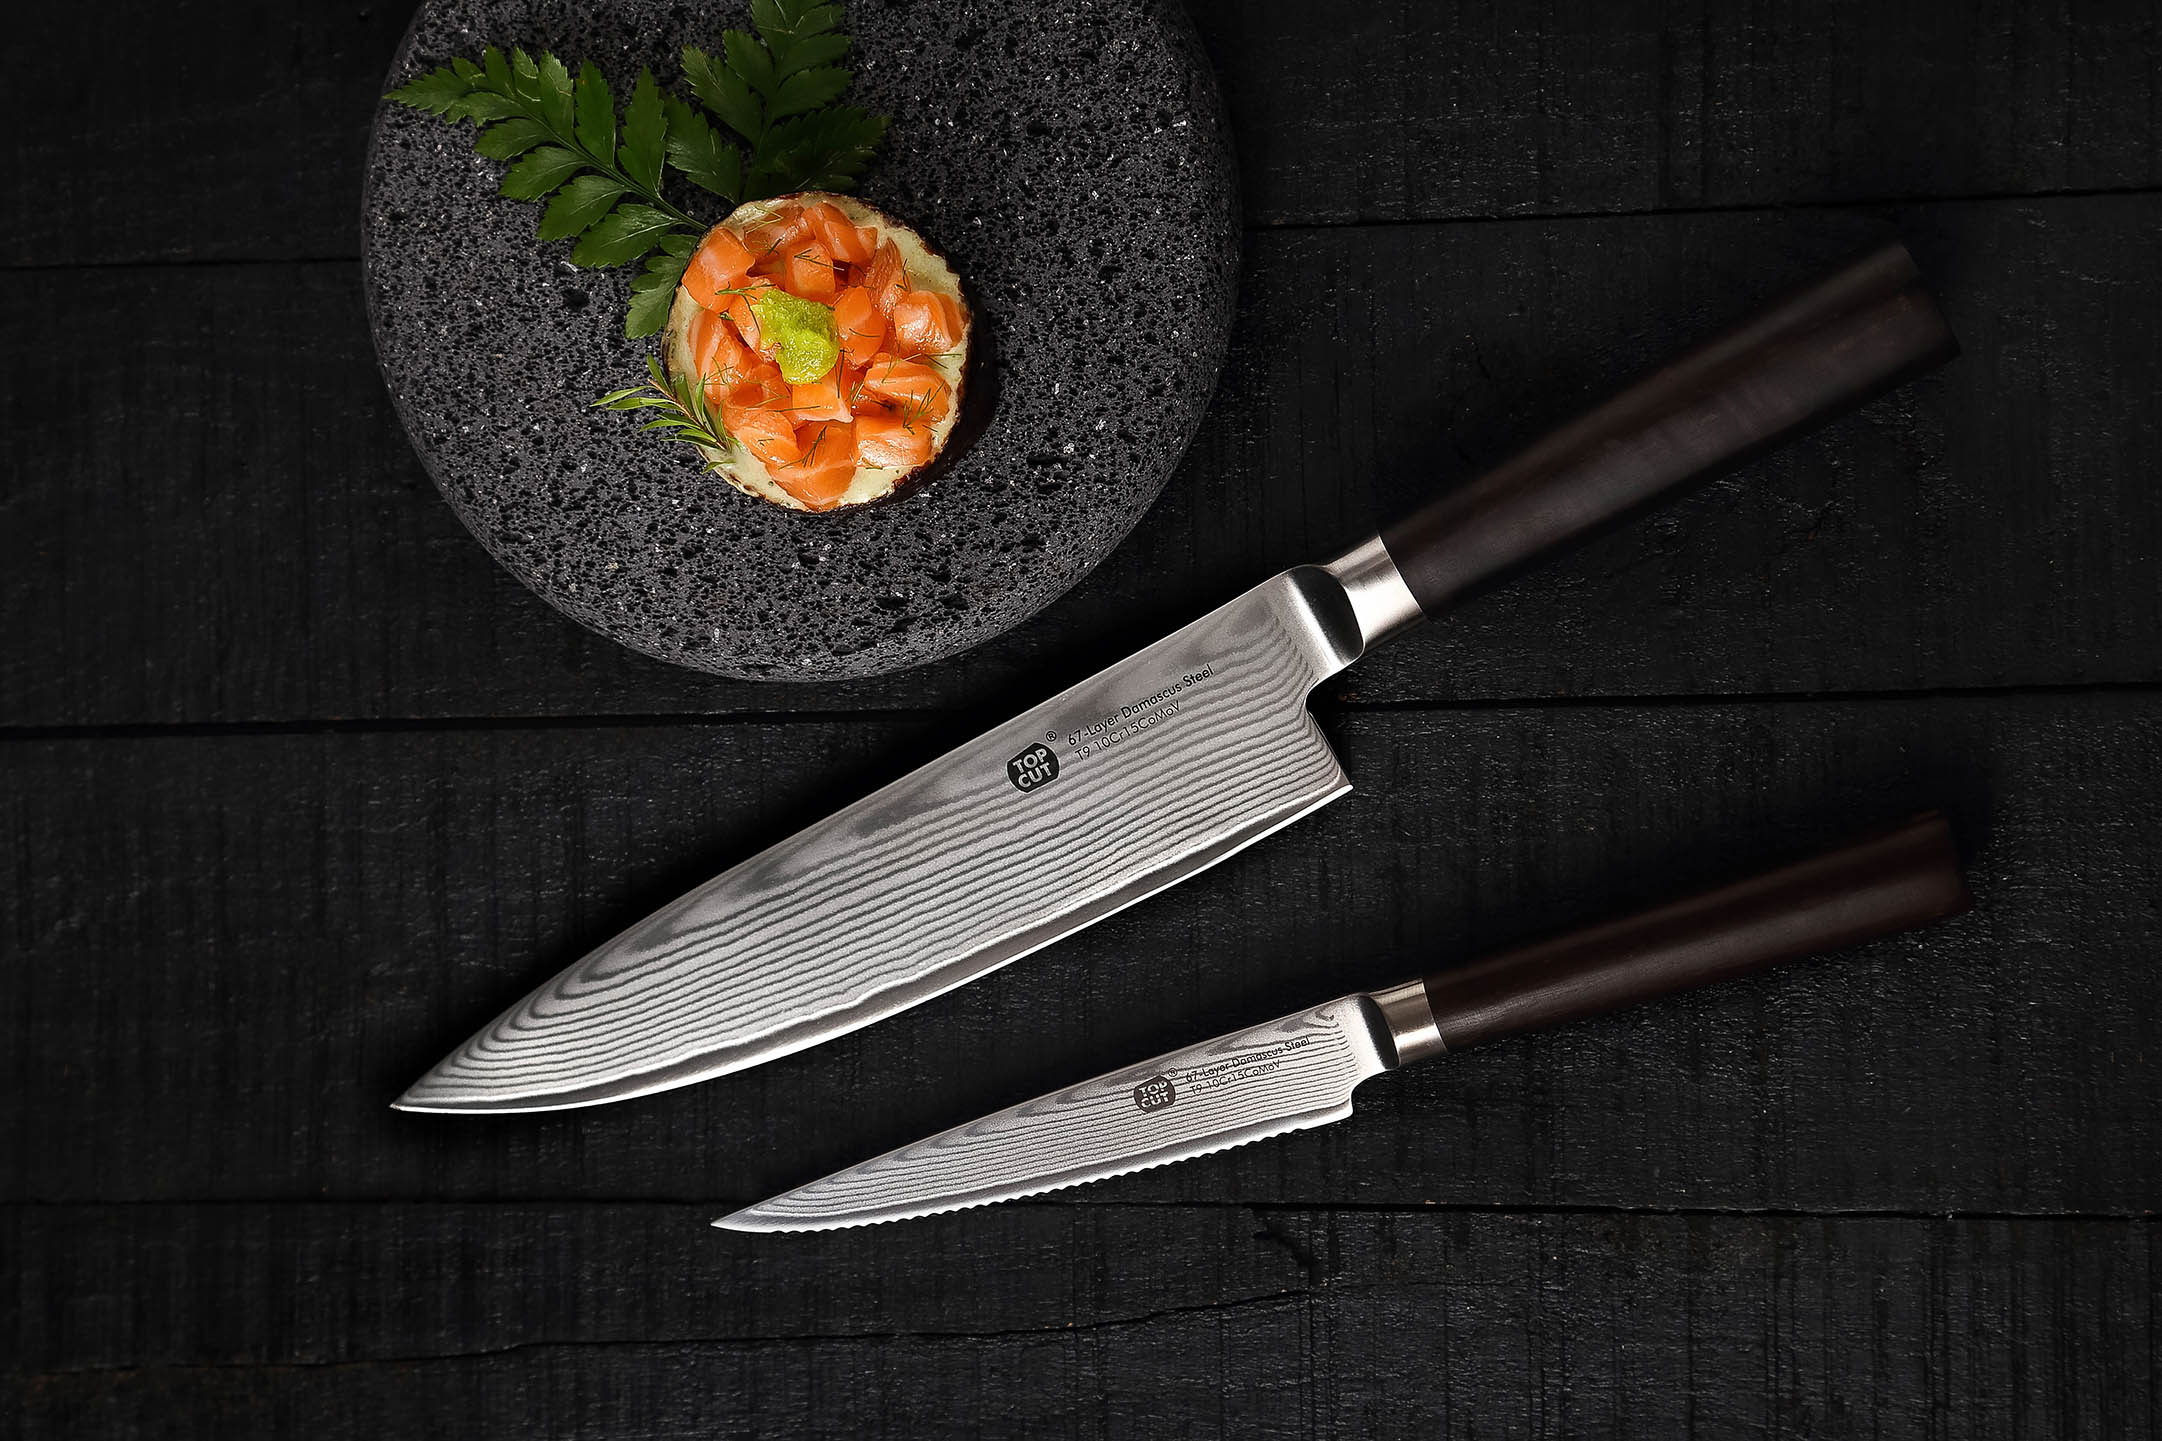 TOP
CUT
®
67-Layer Damascus Steel
T9 10Cr15CoMoV
TOP
CUT
®
67-Layer Damascus Steel
T9 10Cr15CoMoV